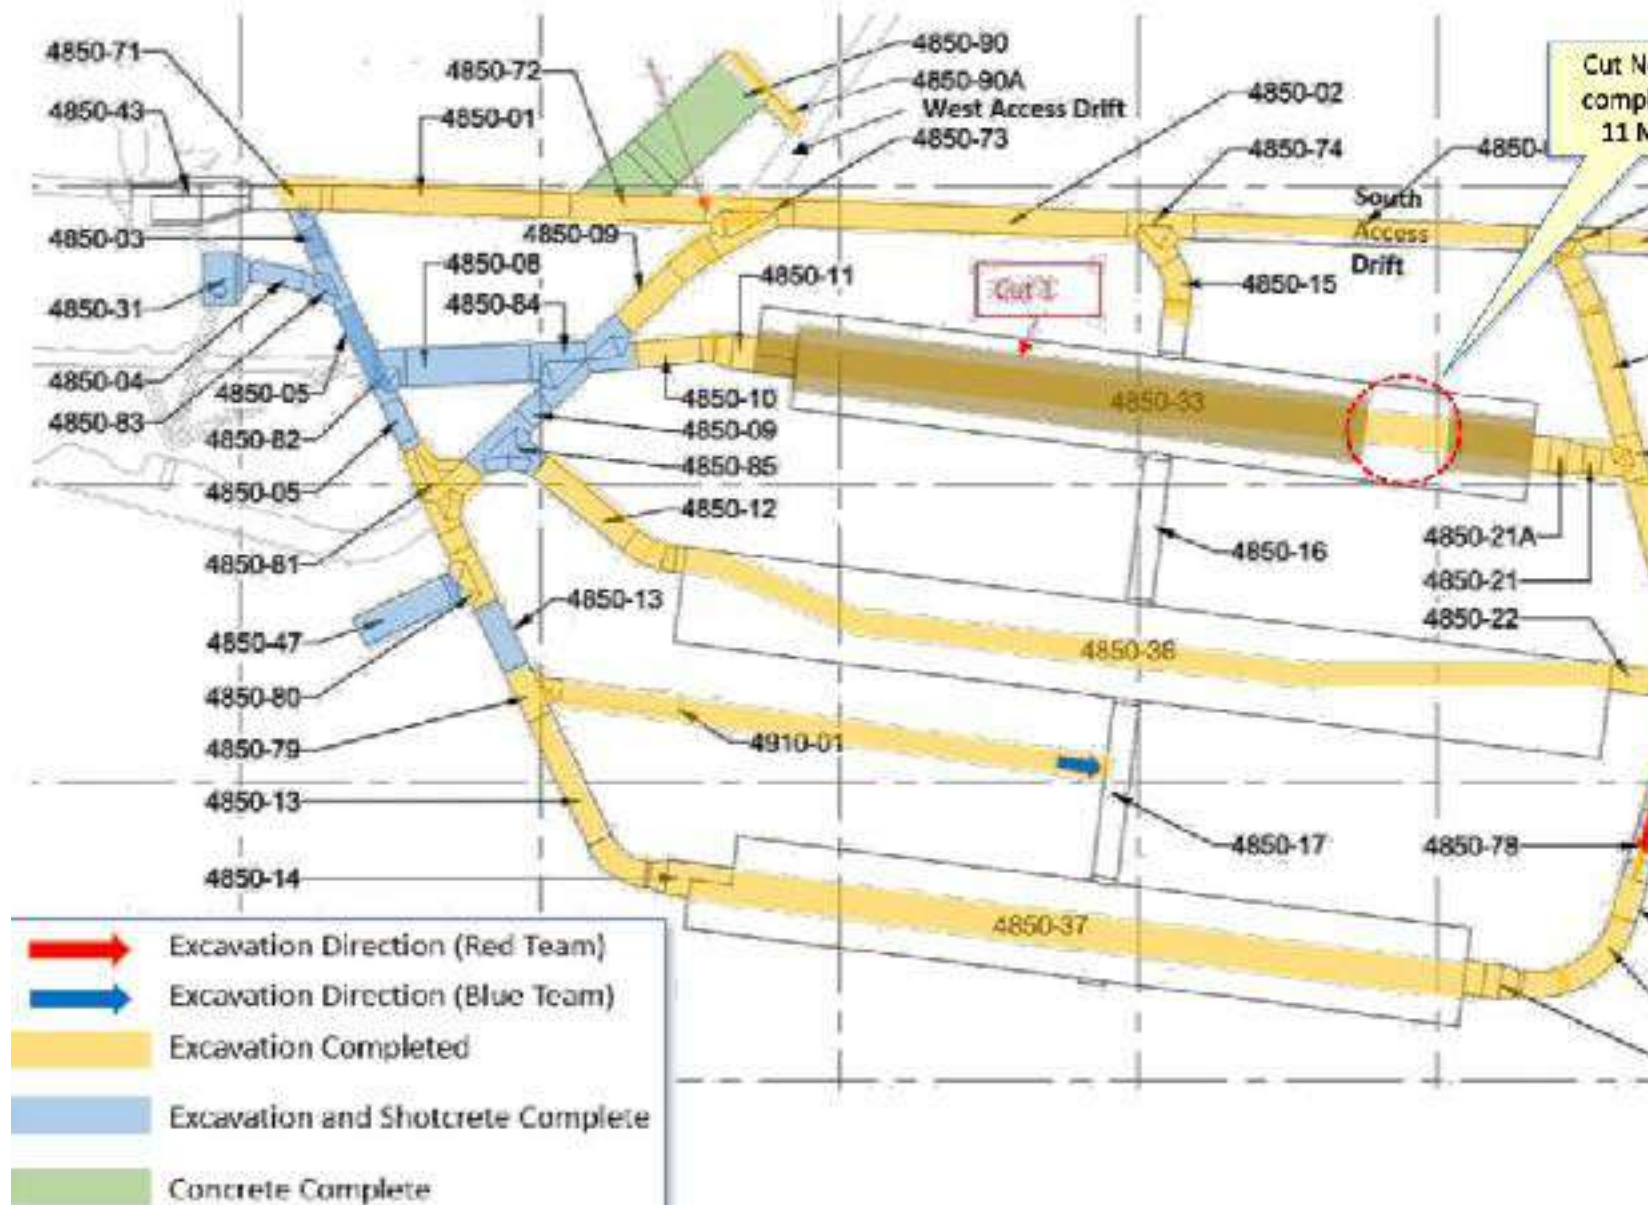 4850-71
4850-43
4850-72
4850-01
4850-90
4850-90A
West Access Drift
4850-73
4850-02
4850-74
Cut N
compl
11 N
4850-
South
Access
Drift
4850-03
4850-09
4850-08
4850-84
4850-11
4850-15
Cut 1
4850-31
4850-04
4850-05
4850-83
4850-82
4850-10
4850-09
4850-85
4850-33
4850-05
4850-12
4850-81
4850-16
4850-21A
4850-21
4850-22
4850-13
4850-47
4850-80
4850-38
4850-79
4910-01
4850-13
4850-17
4850-78
4850-14
4850-37
Excavation Direction (Red Team)
Excavation Direction (Blue Team)
Excavation Completed
Excavation and Shotcrete Complete
Concrete Complete